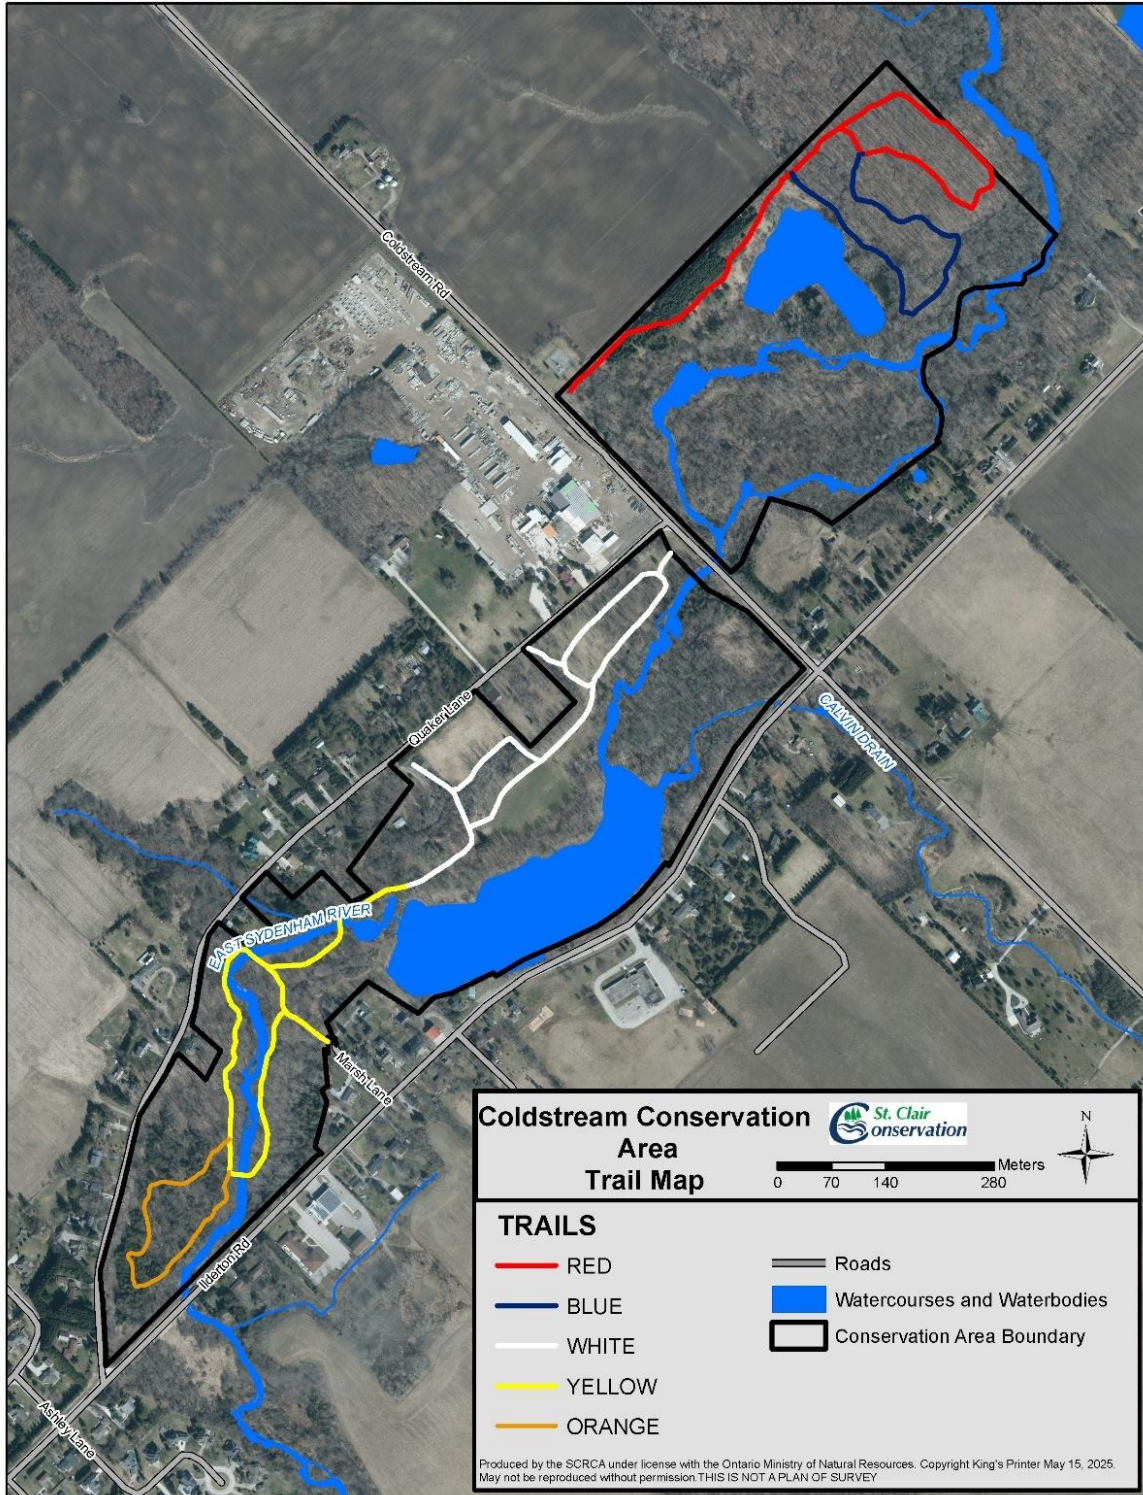 Coldstream Rd
Quaker Lane
CALVIN DRAIN
EAST SYDENHAM RIVER
Marsh Lane
Ilderton Rd
Ashley Lane
Coldstream Conservation
Area
Trail Map
St. Clair
Conservation
N
Meters
0 70 140 280
TRAILS
RED
BLUE
WHITE
YELLOW
ORANGE
Roads
Watercourses and Waterbodies
Conservation Area Boundary
Produced by the SCRCA under license with the Ontario Ministry of Natural Resources. Copyright King's Printer May 15, 2025.
May not be reproduced without permission.THIS IS NOT A PLAN OF SURVEY